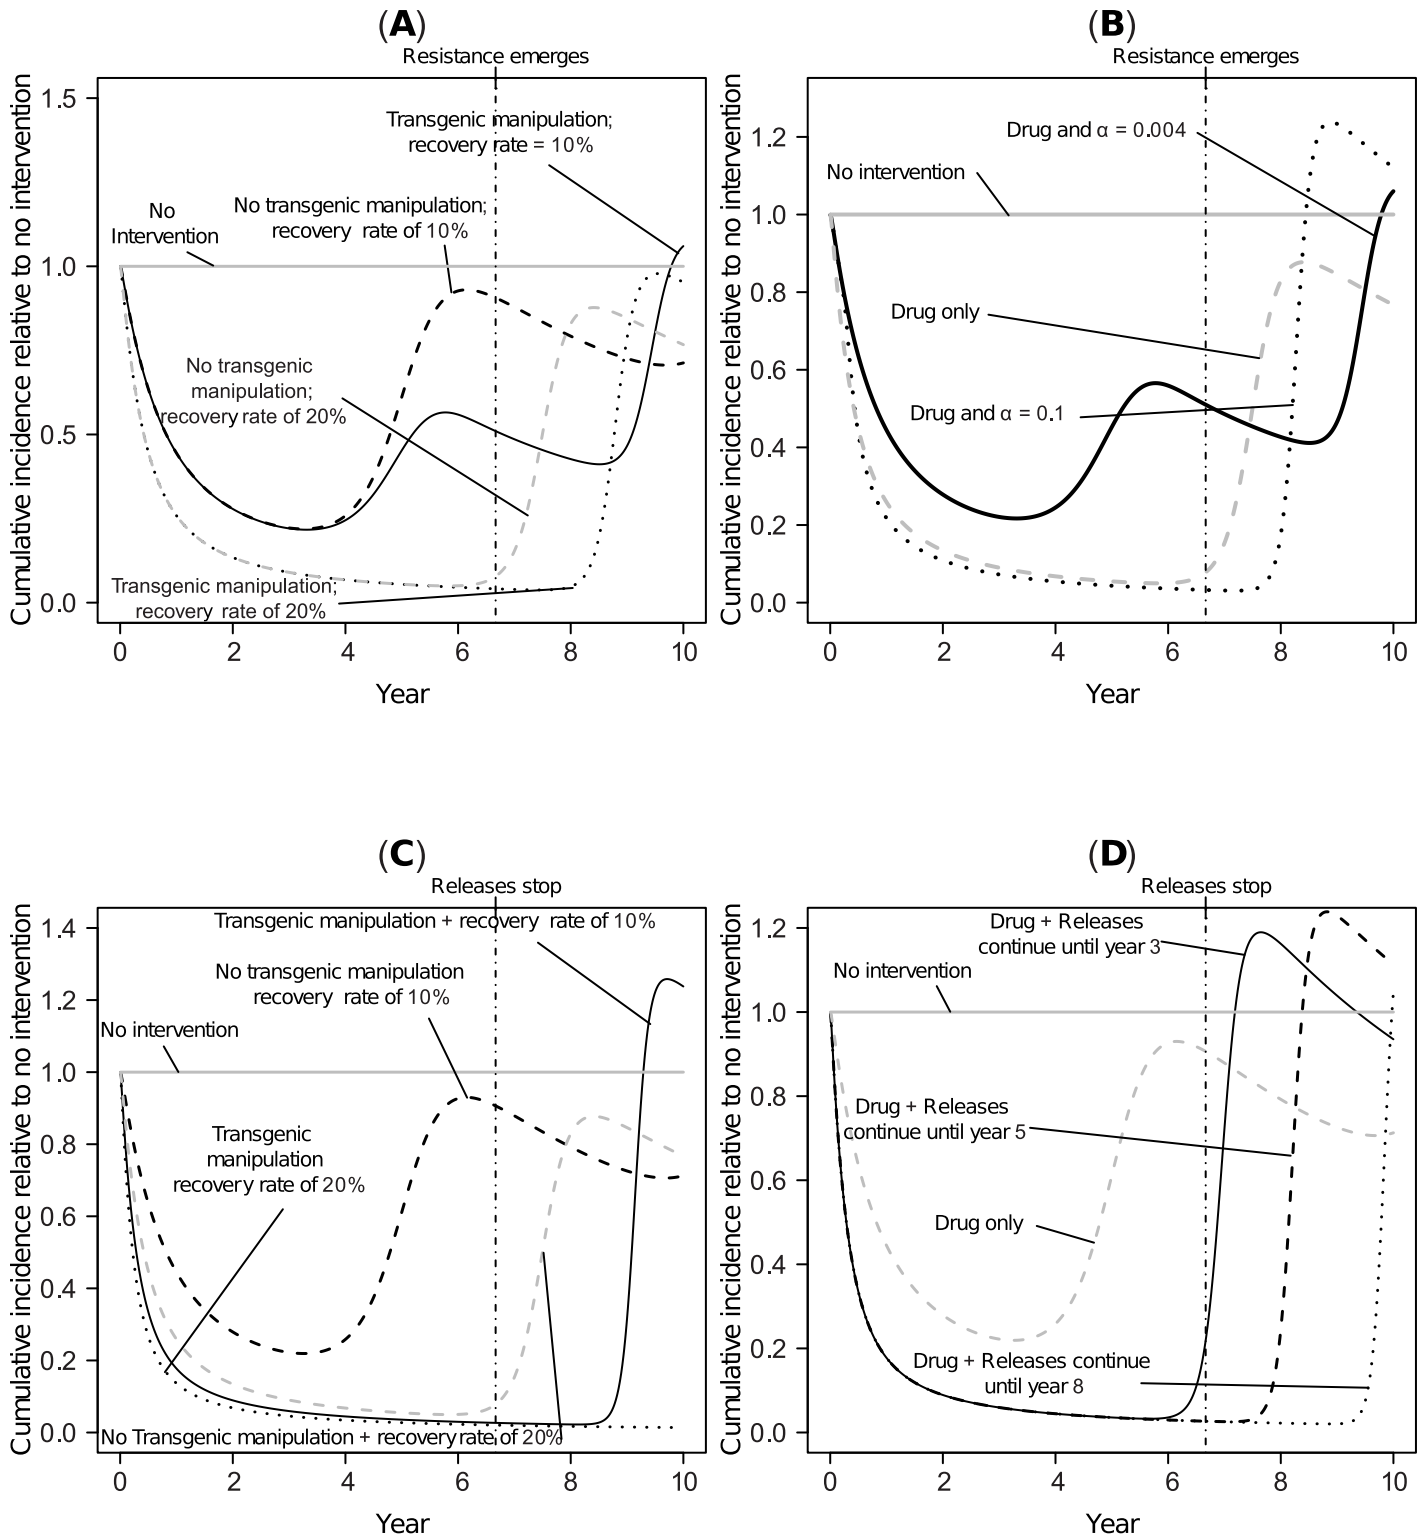 (A)
Resistance emerges
Cumulative incidence relative to no intervention
1.5
1.0
0.5
0.0
Transgenic manipulation;
recovery rate = 10%
No transgenic manipulation;
recovery rate of 10%
No
Intervention
No transgenic
manipulation;
recovery rate of 20%
Transgenic manipulation;
recovery rate of 20%
0 2 4 6 8 10
Year
(B)
Resistance emerges
Cumulative incidence relative to no intervention
1.2
1.0
0.8
0.6
0.4
0.2
0.0
Drug and α = 0.004
No intervention
Drug only
Drug and α = 0.1
0 2 4 6 8 10
Year
(C)
Releases stop
Cumulative incidence relative to no intervention
1.4
1.2
1.0
0.8
0.6
0.4
0.2
0.0
Transgenic manipulation + recovery rate of 10%
No transgenic manipulation
recovery rate of 10%
No intervention
Transgenic
manipulation
recovery rate of 20%
No Transgenic manipulation + recovery rate of 20%
0 2 4 6 8 10
Year
(D)
Releases stop
Cumulative incidence relative to no intervention
1.2
1.0
0.8
0.6
0.4
0.2
0.0
Drug + Releases
continue until year 3
No intervention
Drug + Releases
continue until year 5
Drug only
Drug + Releases continue
until year 8
0 2 4 6 8 10
Year